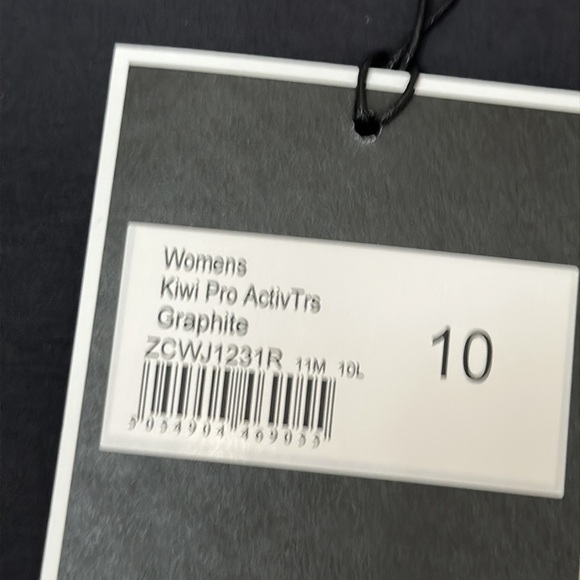 Womens
Kiwi Pro ActivTrs
Graphite
ZCWJ1231R 11M 10L
10